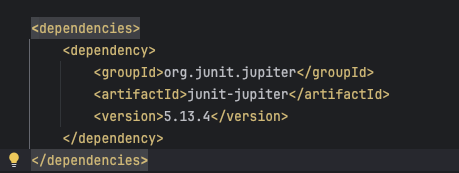 <dependencies>
    <dependency>
        <groupId>org.junit.jupiter</groupId>
        <artifactId>junit-jupiter</artifactId>
        <version>5.13.4</version>
    </dependency>
</dependencies>